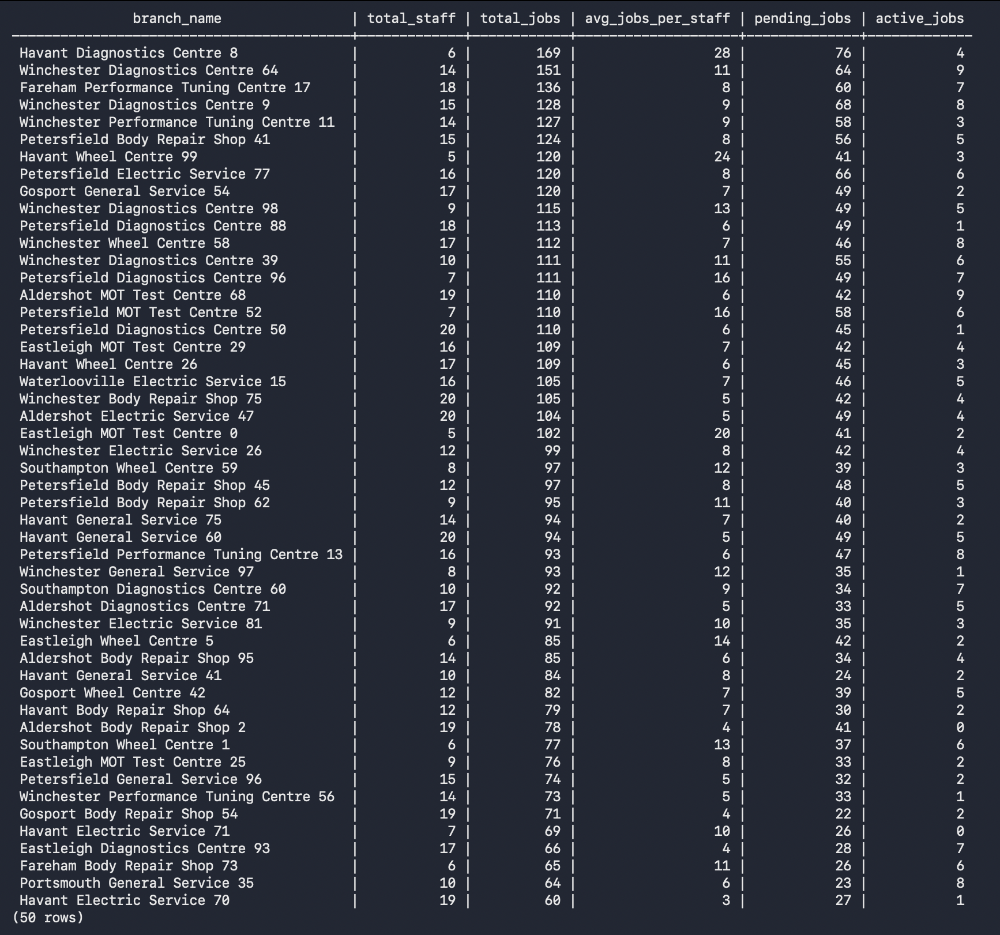 branch_name | total_staff | total_jobs | avg_jobs_per_staff | pending_jobs | active_jobs
Havant Diagnostics Centre 8 | 6 | 169 | 28 | 76 | 4
Winchester Diagnostics Centre 64 | 14 | 151 | 11 | 64 | 9
Fareham Performance Tuning Centre 17 | 18 | 136 | 8 | 60 | 7
Winchester Diagnostics Centre 9 | 15 | 128 | 9 | 68 | 8
Winchester Performance Tuning Centre 11 | 14 | 127 | 9 | 58 | 3
Petersfield Body Repair Shop 41 | 15 | 124 | 8 | 56 | 5
Havant Wheel Centre 99 | 5 | 120 | 24 | 41 | 3
Petersfield Electric Service 77 | 16 | 120 | 8 | 66 | 6
Gosport General Service 54 | 17 | 120 | 7 | 49 | 2
Winchester Diagnostics Centre 98 | 9 | 115 | 13 | 49 | 5
Petersfield Diagnostics Centre 88 | 18 | 113 | 6 | 49 | 1
Winchester Wheel Centre 58 | 17 | 112 | 7 | 46 | 8
Winchester Diagnostics Centre 39 | 10 | 111 | 11 | 55 | 6
Petersfield Diagnostics Centre 96 | 7 | 111 | 16 | 49 | 7
Aldershot MOT Test Centre 68 | 19 | 110 | 6 | 42 | 9
Petersfield MOT Test Centre 52 | 7 | 110 | 16 | 58 | 6
Petersfield Diagnostics Centre 50 | 20 | 110 | 6 | 45 | 1
Eastleigh MOT Test Centre 29 | 16 | 109 | 7 | 42 | 4
Havant Wheel Centre 26 | 17 | 109 | 6 | 45 | 3
Waterlooville Electric Service 15 | 16 | 105 | 7 | 46 | 5
Winchester Body Repair Shop 75 | 20 | 105 | 5 | 42 | 4
Aldershot Electric Service 47 | 20 | 104 | 5 | 49 | 4
Eastleigh MOT Test Centre 0 | 5 | 102 | 20 | 41 | 2
Winchester Electric Service 26 | 12 | 99 | 8 | 42 | 4
Southampton Wheel Centre 59 | 8 | 97 | 12 | 39 | 3
Petersfield Body Repair Shop 45 | 12 | 97 | 8 | 48 | 5
Petersfield Body Repair Shop 62 | 9 | 95 | 11 | 40 | 3
Havant General Service 75 | 14 | 94 | 7 | 40 | 2
Havant General Service 60 | 20 | 94 | 5 | 49 | 5
Petersfield Performance Tuning Centre 13 | 16 | 93 | 6 | 47 | 8
Winchester General Service 97 | 8 | 93 | 12 | 35 | 1
Southampton Diagnostics Centre 60 | 10 | 92 | 9 | 34 | 7
Aldershot Diagnostics Centre 71 | 17 | 92 | 5 | 33 | 5
Winchester Electric Service 81 | 9 | 91 | 10 | 35 | 3
Eastleigh Wheel Centre 5 | 6 | 85 | 14 | 42 | 2
Aldershot Body Repair Shop 95 | 14 | 85 | 6 | 34 | 4
Havant General Service 41 | 10 | 84 | 8 | 24 | 2
Gosport Wheel Centre 42 | 12 | 82 | 7 | 39 | 5
Havant Body Repair Shop 64 | 12 | 79 | 7 | 30 | 2
Aldershot Body Repair Shop 2 | 19 | 78 | 4 | 41 | 0
Southampton Wheel Centre 1 | 6 | 77 | 13 | 37 | 6
Eastleigh MOT Test Centre 25 | 9 | 76 | 8 | 33 | 2
Petersfield General Service 96 | 15 | 74 | 5 | 32 | 2
Winchester Performance Tuning Centre 56 | 14 | 73 | 5 | 33 | 1
Gosport Body Repair Shop 54 | 19 | 71 | 4 | 22 | 2
Havant Electric Service 71 | 7 | 69 | 10 | 26 | 0
Eastleigh Diagnostics Centre 93 | 17 | 66 | 4 | 28 | 7
Fareham Body Repair Shop 73 | 6 | 65 | 11 | 26 | 6
Portsmouth General Service 35 | 10 | 64 | 6 | 23 | 8
Havant Electric Service 70 | 19 | 60 | 3 | 27 | 1
(50 rows)